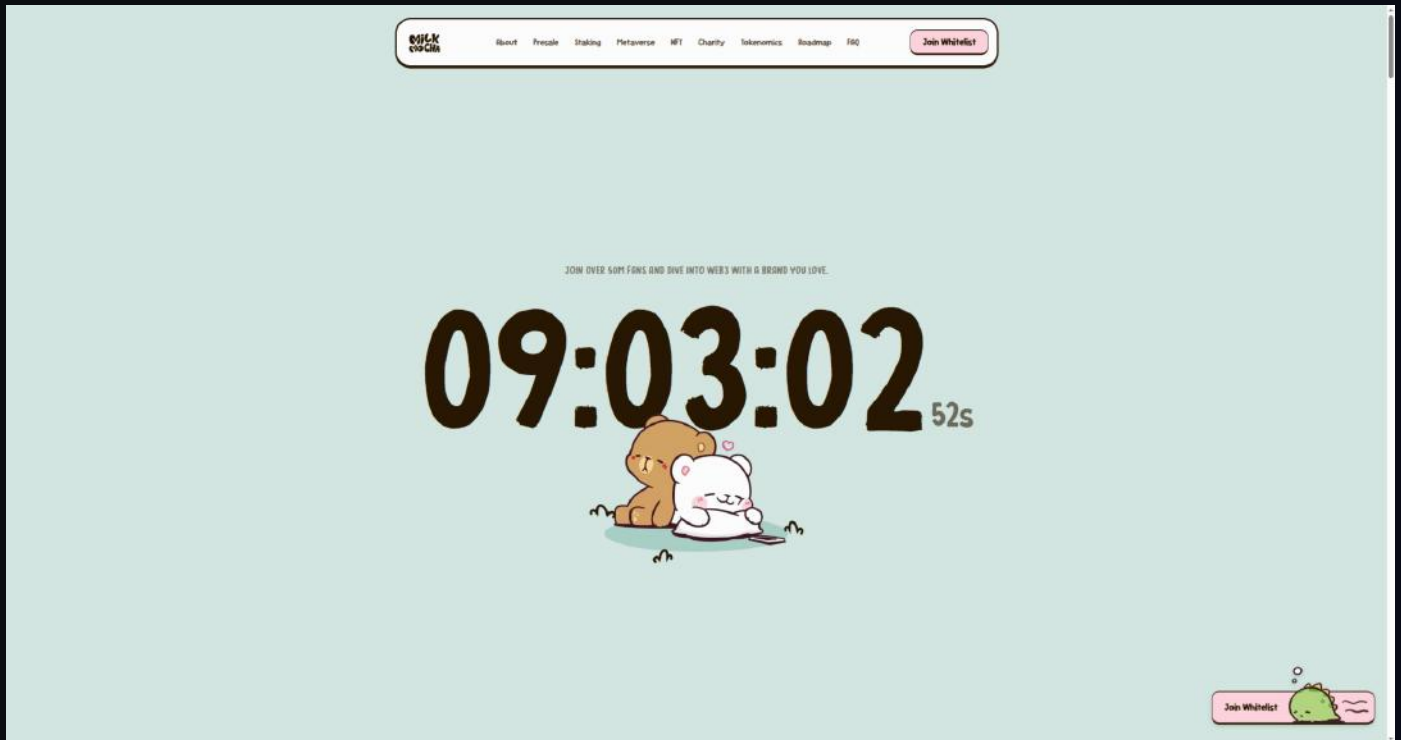 MILK MOCHA
About Presale Staking Metaverse NFT Charity Tokenomics Roadmap FAQ
Join Whitelist
JOIN OVER 50M FANS AND DIVE INTO WEB3 WITH A BRAND YOU LOVE.
09:03:02 52s
Join Whitelist